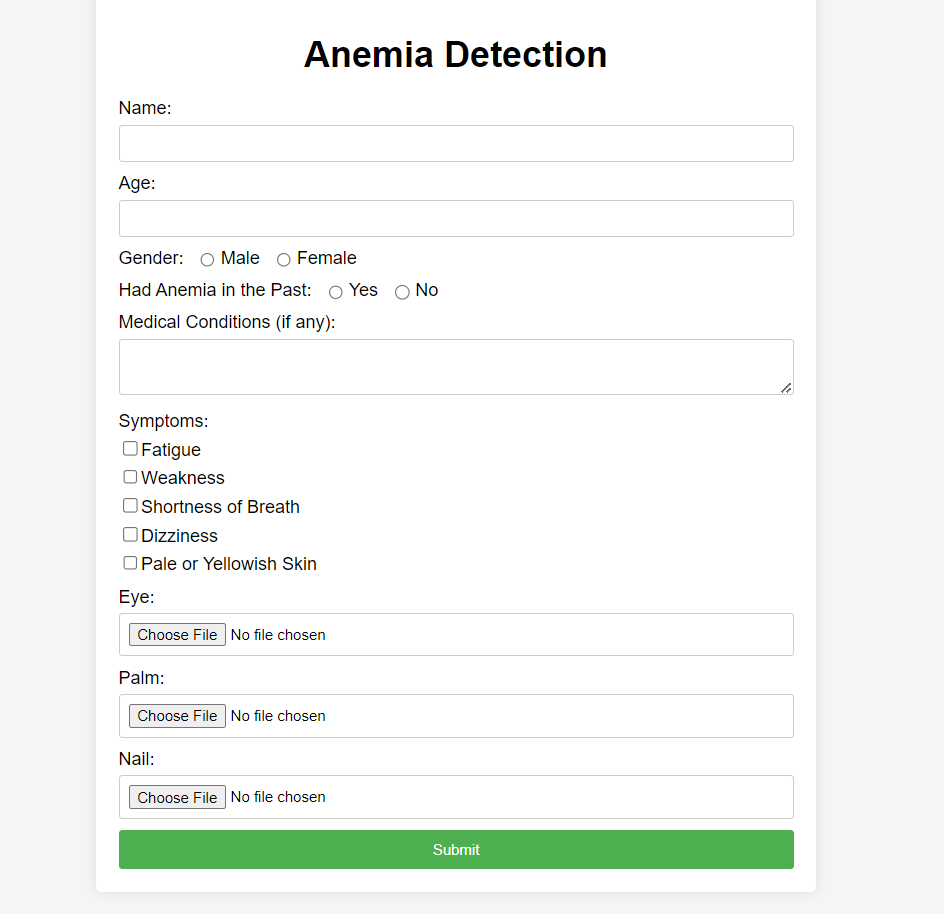 Anemia Detection
Name:
Age:
Gender: Male Female
Had Anemia in the Past: Yes No
Medical Conditions (if any):
Symptoms:
Fatigue
Weakness
Shortness of Breath
Dizziness
Pale or Yellowish Skin
Eye:
Choose File No file chosen
Palm:
Choose File No file chosen
Nail:
Choose File No file chosen
Submit